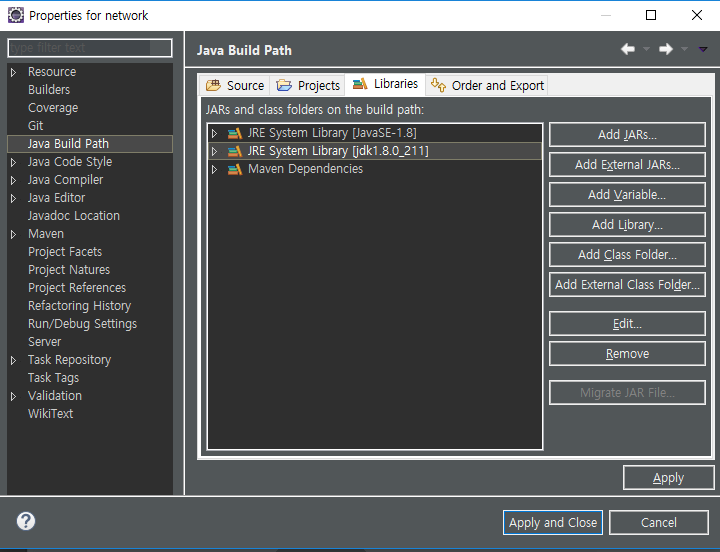 Properties for network
type filter text
Resource
Builders
Coverage
Git
Java Build Path
Java Code Style
Java Compiler
Java Editor
Javadoc Location
Maven
Project Facets
Project Natures
Project References
Refactoring History
Run/Debug Settings
Server
Task Repository
Task Tags
Validation
WikiText
Java Build Path
Source Projects Libraries Order and Export
JARs and class folders on the build path:
JRE System Library [JavaSE-1.8]
JRE System Library [jdk1.8.0_211]
Maven Dependencies
Add JARs...
Add External JARs...
Add Variable...
Add Library...
Add Class Folder...
Add External Class Folder...
Edit...
Remove
Migrate JAR File...
Apply
Apply and Close Cancel